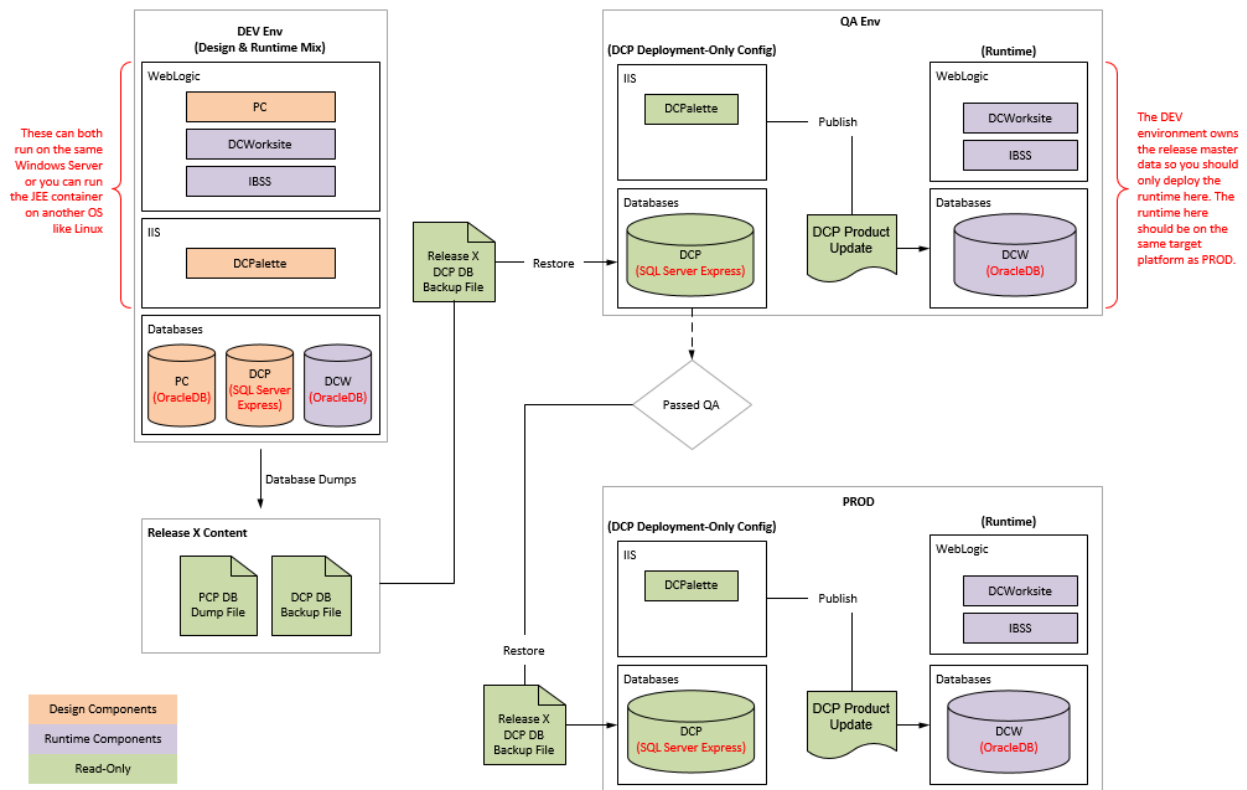 DEV Env
(Design & Runtime Mix)
WebLogic
PC
DCWorksite
IBSS
IIS
DCPalette
Databases
PC
(OracleDB)
DCP
(SQL Server
Express)
DCW
(OracleDB)
These can both
run on the same
Windows Server
or you can run
the JEE container
on another OS
like Linux
Database Dumps
Release X Content
PCP DB
Dump File
DCP DB
Backup File
Release X
DCP DB
Backup File
Restore
QA Env
(DCP Deployment-Only Config)
IIS
DCPalette
Databases
DCP
(SQL Server Express)
Publish
DCP Product
Update
(Runtime)
WebLogic
DCWorksite
IBSS
Databases
DCW
(OracleDB)
The DEV
environment owns
the release master
data so you should
only deploy the
runtime here. The
runtime here
should be on the
same target
platform as PROD.
Passed QA
Restore
Release X
DCP DB
Backup File
PROD
(DCP Deployment-Only Config)
IIS
DCPalette
Databases
DCP
(SQL Server Express)
Publish
DCP Product
Update
(Runtime)
WebLogic
DCWorksite
IBSS
Databases
DCW
(OracleDB)
Design Components
Runtime Components
Read-Only